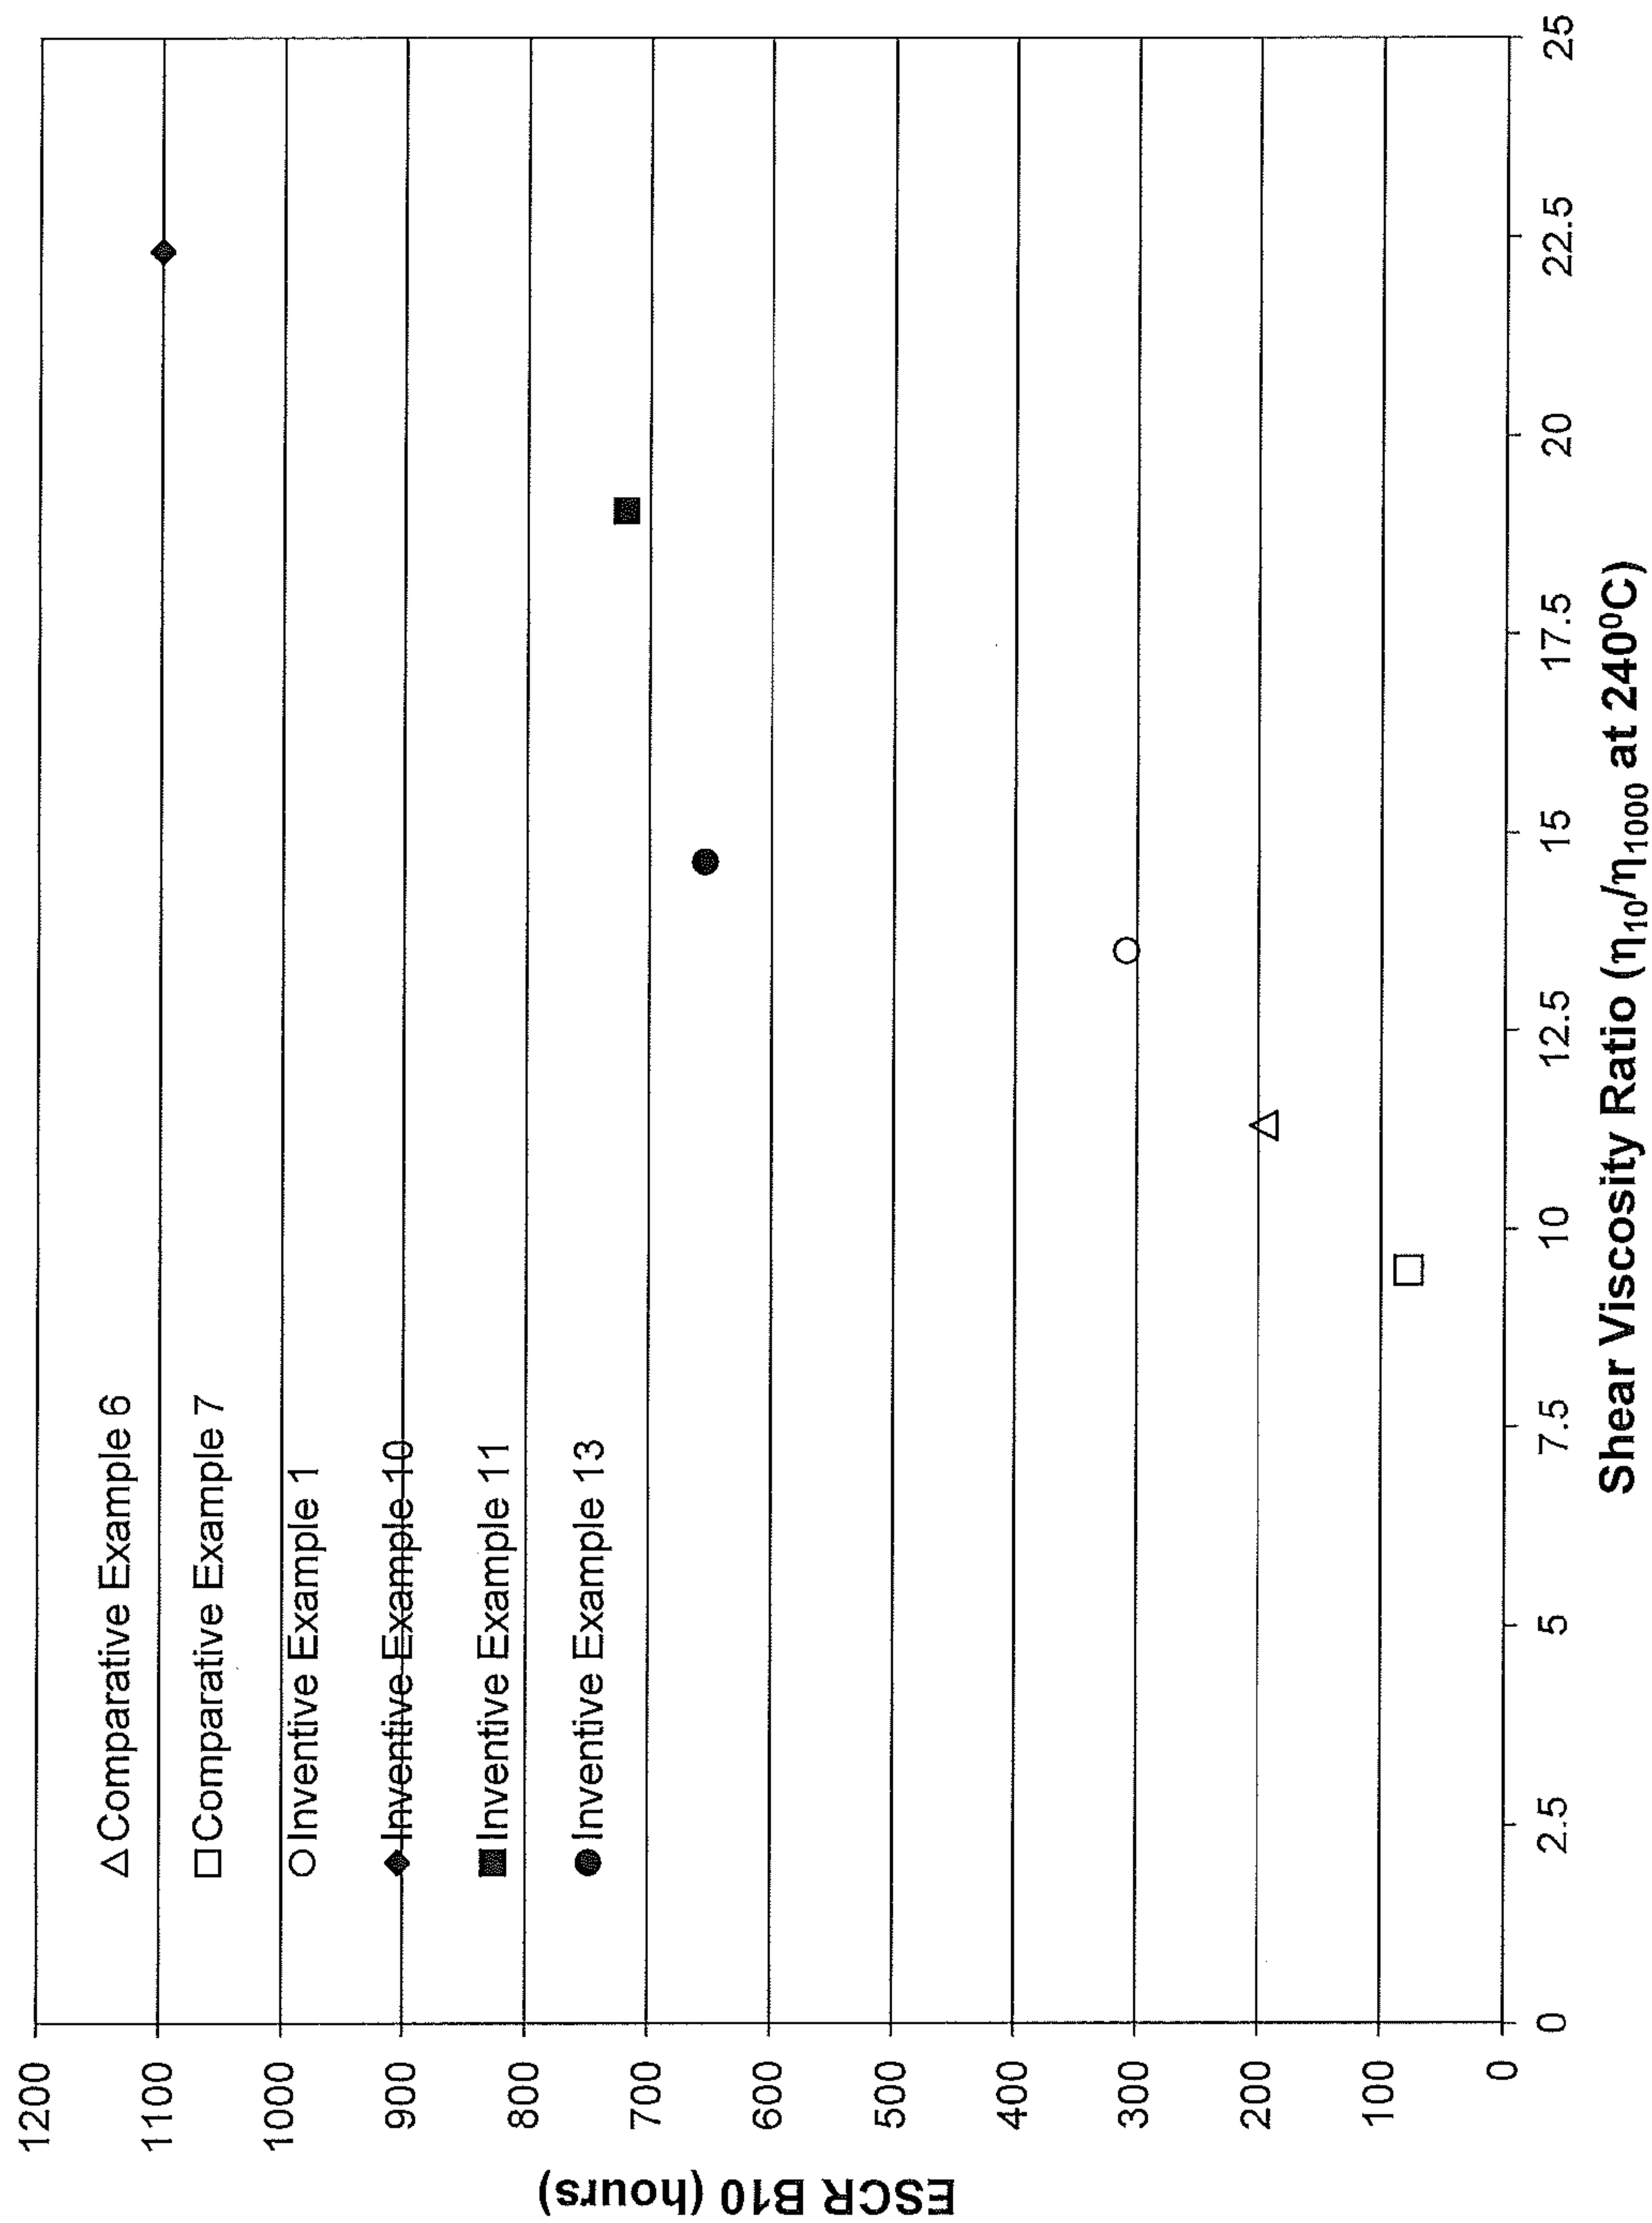 ESCR B10 (hours)
1200
1100
1000
900
800
700
600
500
400
300
200
100
0
Comparative Example 6
Comparative Example 7
Inventive Example 1
Inventive Example 10
Inventive Example 11
Inventive Example 13
0 2.5 5 7.5 10 12.5 15 17.5 20 22.5 25
Shear Viscosity Ratio (η10/η1000 at 240⁰C)